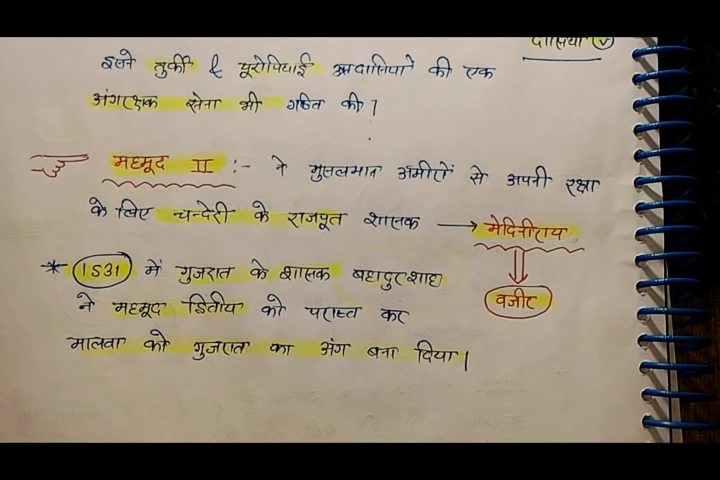 दासियां ✓
इसने तुर्की & यूरोपियाई दासियों की एक
अंगरक्षक सेना भी गठित की।
महमूद II :- ने मुसलमान अमीरों से अपनी रक्षा
के लिए चन्देरी के राजपूत शासक → मेदिनीराय
* 1531 में गुजरात के शासक बहादुरशाह
वजीर
ने महमूद द्वितीय को परास्त कर
मालवा को गुजरात का अंग बना दिया।